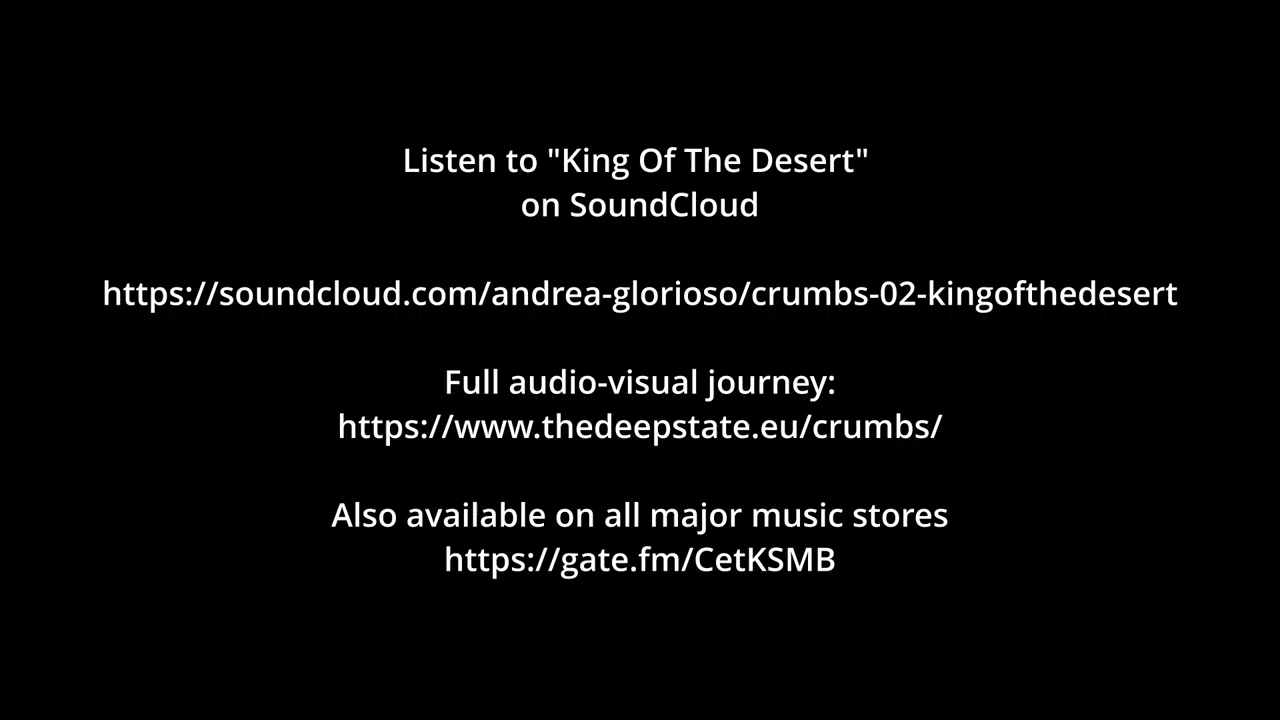 Listen to "King Of The Desert"
on SoundCloud
https://soundcloud.com/andrea-glorioso/crumbs-02-kingofthedesert
Full audio-visual journey:
https://www.thedeepstate.eu/crumbs/
Also available on all major music stores
https://gate.fm/CetKSMB